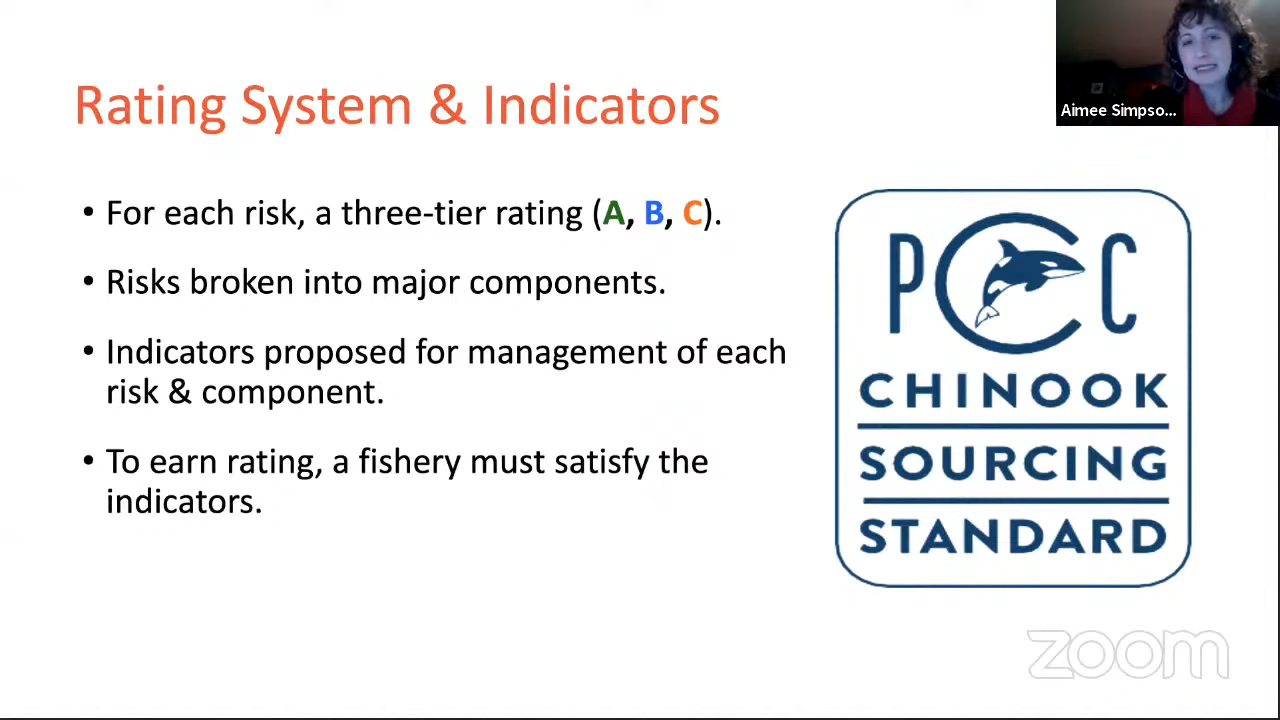 Aimee Simpso...
Rating System & Indicators
• For each risk, a three-tier rating (A, B, C).
• Risks broken into major components.
• Indicators proposed for management of each
risk & component.
• To earn rating, a fishery must satisfy the
indicators.
PCC
CHINOOK
SOURCING
STANDARD
zoom